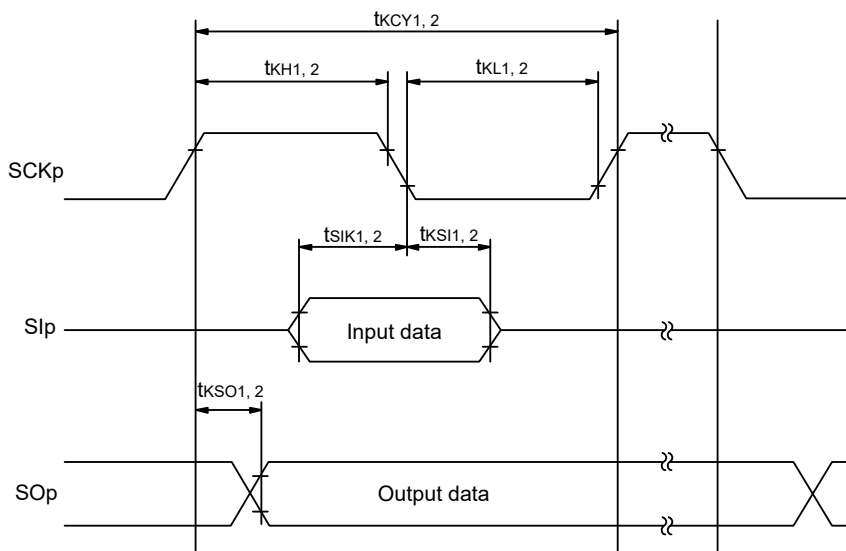 tKCY1, 2
tKH1, 2
tKL1, 2
SCKp
tSIK1, 2
tKSI1, 2
SIp
Input data
tKSO1, 2
SOp
Output data